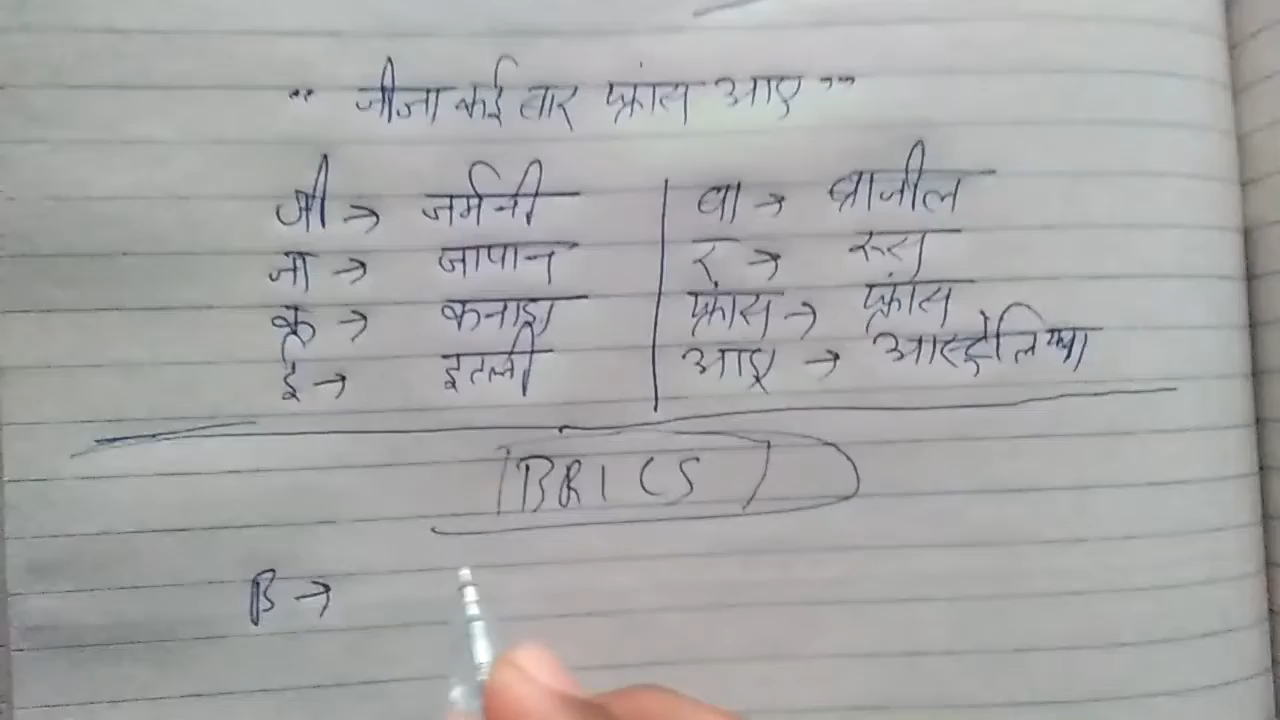 " जीजा कई बार फ्रांस आए "
जी → जर्मनी
जा → जापान
क → कनाडा
ई → इटली
बा → ब्राजील
र → रूस
फ्रांस → फ्रांस
आए → आस्ट्रेलिया
BRICS
B →